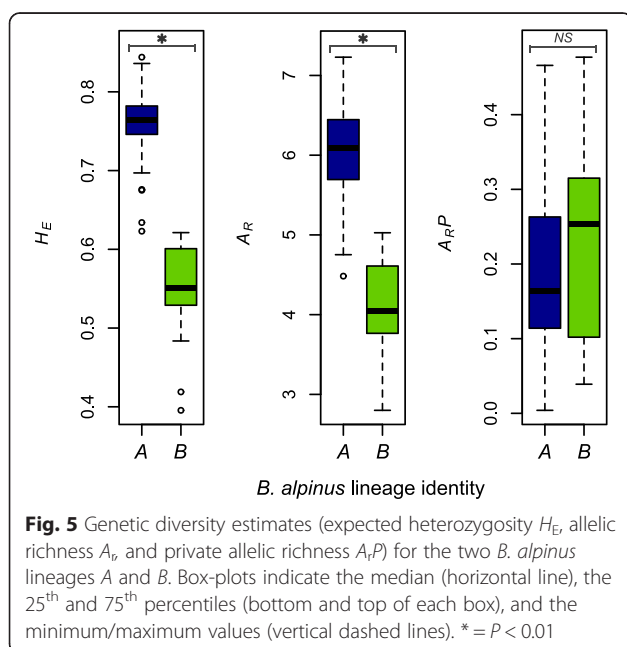 *
*
NS
H_E
0.8
0.7
0.6
0.5
0.4
A_R
7
6
5
4
3
A_RP
0.4
0.3
0.2
0.1
0.0
A B
A B
A B
B. alpinus lineage identity
Fig. 5 Genetic diversity estimates (expected heterozygosity H_E, allelic
richness A_r, and private allelic richness A_rP) for the two B. alpinus
lineages A and B. Box-plots indicate the median (horizontal line), the
25th and 75th percentiles (bottom and top of each box), and the
minimum/maximum values (vertical dashed lines). * = P < 0.01